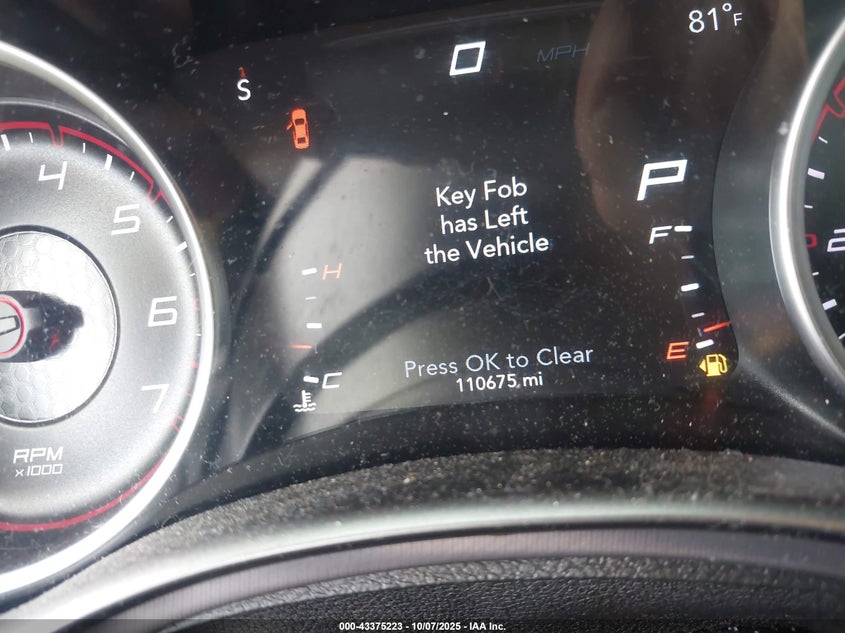 81°F
0 MPH
S
4
5
6
7
RPM
x1000
Key Fob
has Left
the Vehicle
P
F
E
H
C
2
Press OK to Clear
110675 mi
000-43375223 - 10/07/2025 - IAA Inc.